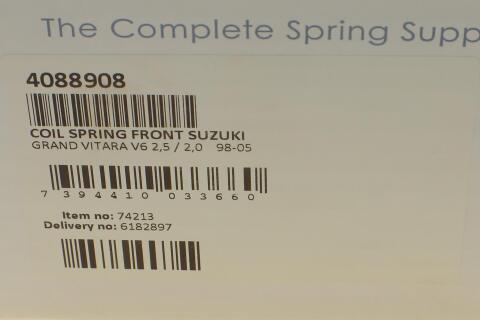 The Complete Spring Supp
4088908
COIL SPRING FRONT SUZUKI
GRAND VITARA V6 2,5 / 2,0 98-05
7 394410 033660
Item no: 74213
Delivery no: 6182897